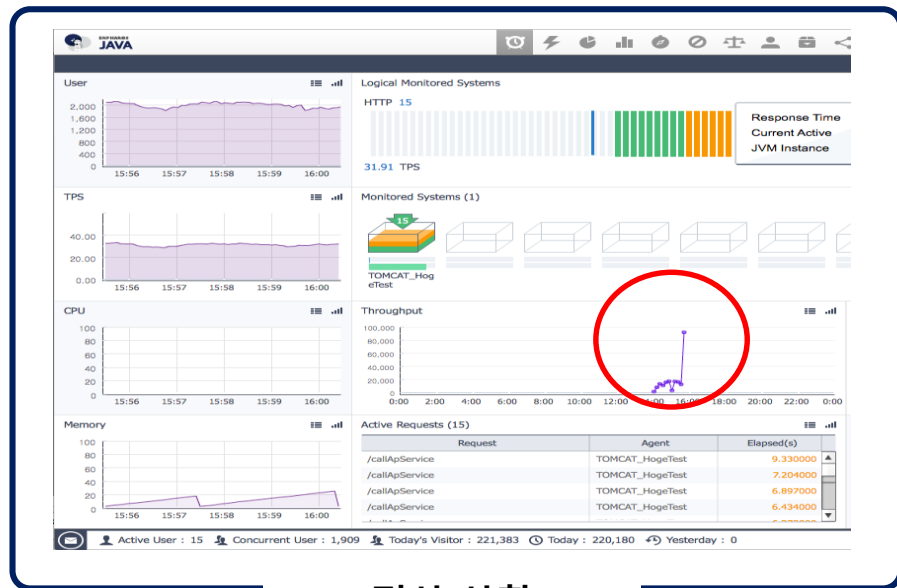 ENPHAROS
JAVA
User
2,000
1,600
1,200
800
400
0
15:56 15:57 15:58 15:59 16:00
Logical Monitored Systems
HTTP 15
31.91 TPS
Response Time
Current Active
JVM Instance
TPS
40.00
20.00
0.00
15:56 15:57 15:58 15:59 16:00
Monitored Systems (1)
15
TOMCAT_Hog
eTest
CPU
100
80
60
40
20
0
15:56 15:57 15:58 15:59 16:00
Throughput
100,000
80,000
60,000
40,000
20,000
0
0:00 2:00 4:00 6:00 8:00 10:00 12:00 14:00 16:00 18:00 20:00 22:00 0:00
Memory
100
80
60
40
20
0
15:56 15:57 15:58 15:59 16:00
Active Requests (15)
Request Agent Elapsed(s)
/callApService TOMCAT_HogeTest 9.330000
/callApService TOMCAT_HogeTest 7.204000
/callApService TOMCAT_HogeTest 6.897000
/callApService TOMCAT_HogeTest 6.434000
Active User : 15 Concurrent User : 1,909 Today's Visitor : 221,383 Today : 220,180 Yesterday : 0